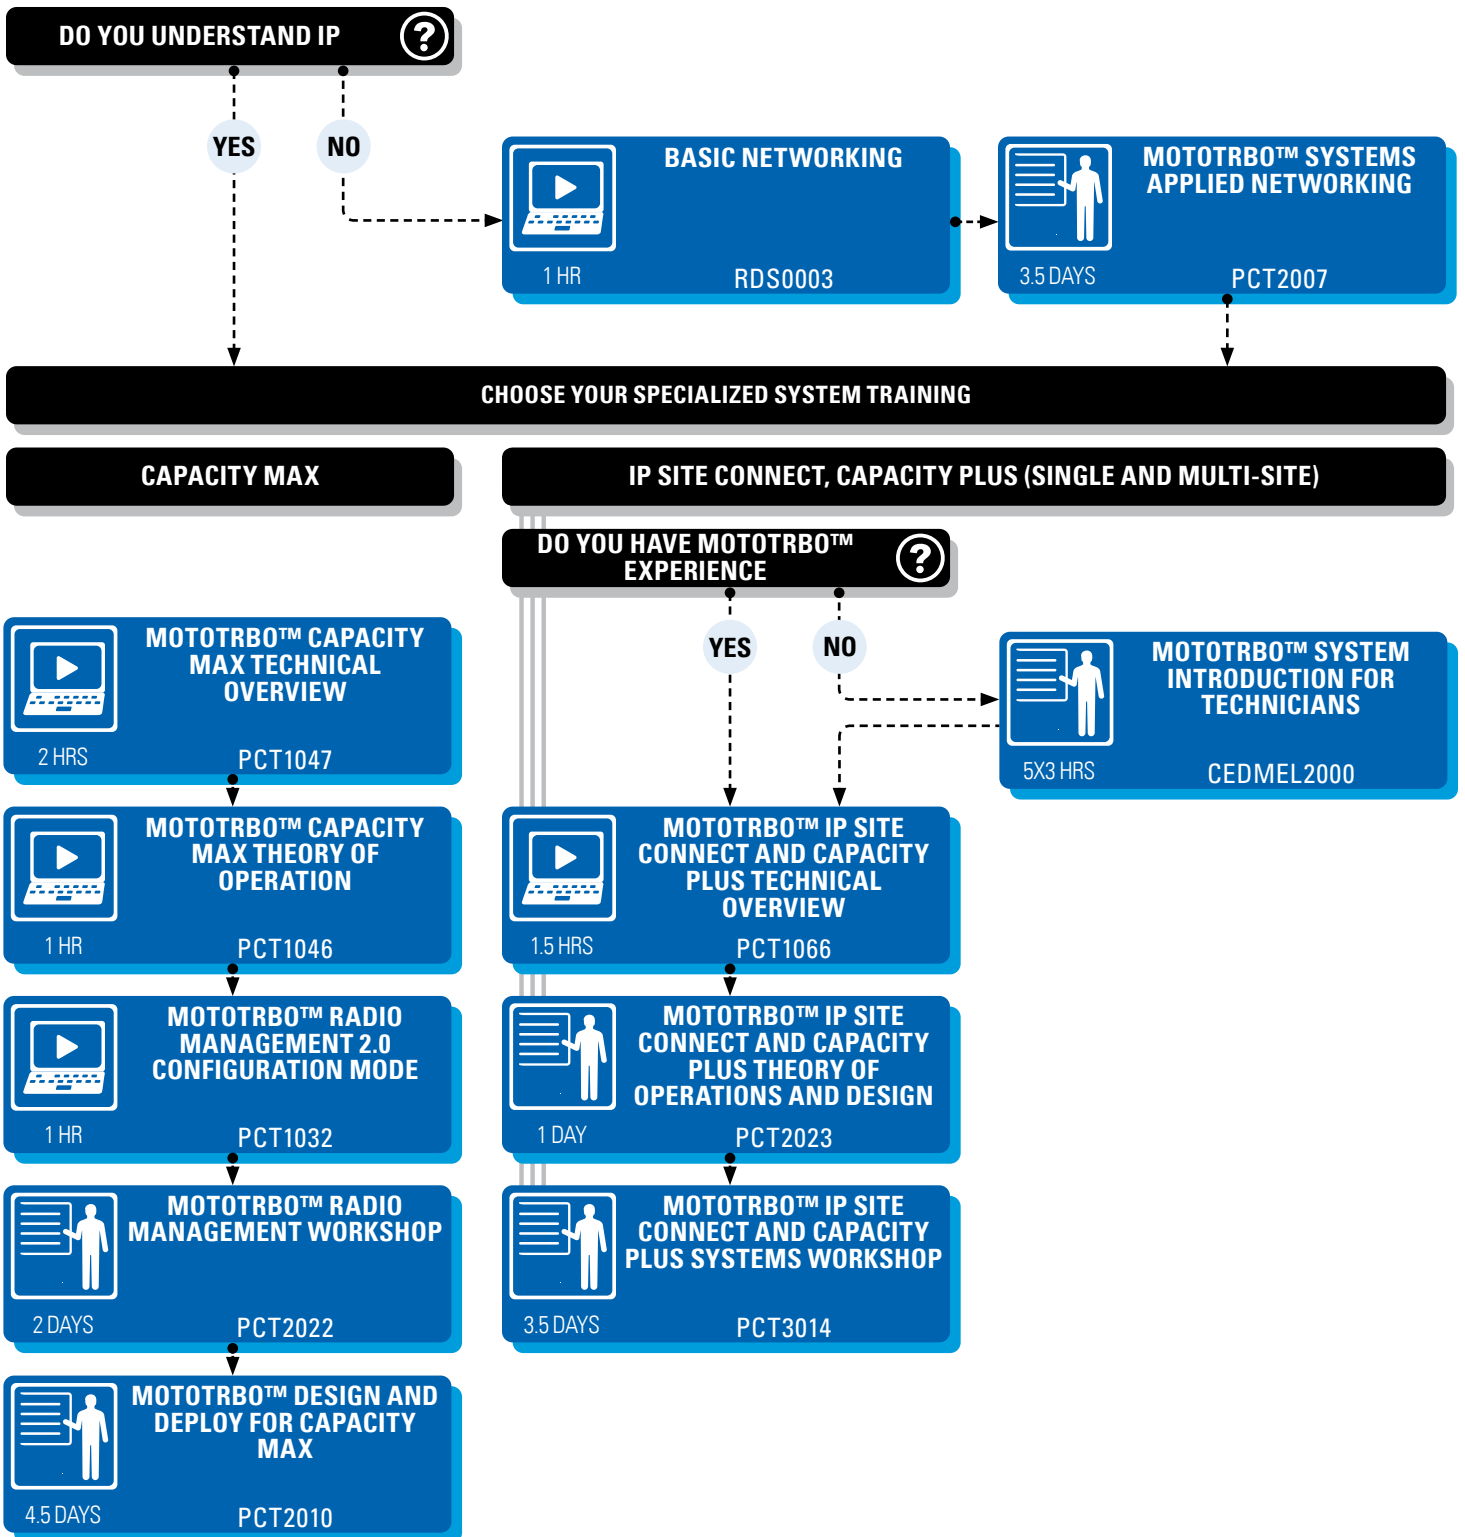 DO YOU UNDERSTAND IP
?
YES
NO
BASIC NETWORKING
1 HR
RDS0003
MOTOTRBO™ SYSTEMS
APPLIED NETWORKING
3.5 DAYS
PCT2007
CHOOSE YOUR SPECIALIZED SYSTEM TRAINING
CAPACITY MAX
MOTOTRBO™ CAPACITY
MAX TECHNICAL
OVERVIEW
2 HRS
PCT1047
MOTOTRBO™ CAPACITY
MAX THEORY OF
OPERATION
1 HR
PCT1046
MOTOTRBO™ RADIO
MANAGEMENT 2.0
CONFIGURATION MODE
1 HR
PCT1032
MOTOTRBO™ RADIO
MANAGEMENT WORKSHOP
2 DAYS
PCT2022
MOTOTRBO™ DESIGN AND
DEPLOY FOR CAPACITY
MAX
4.5 DAYS
PCT2010
IP SITE CONNECT, CAPACITY PLUS (SINGLE AND MULTI-SITE)
DO YOU HAVE MOTOTRBO™
EXPERIENCE
?
YES
NO
MOTOTRBO™ SYSTEM
INTRODUCTION FOR
TECHNICIANS
5X3 HRS
CEDMEL2000
MOTOTRBO™ IP SITE
CONNECT AND CAPACITY
PLUS TECHNICAL
OVERVIEW
1.5 HRS
PCT1066
MOTOTRBO™ IP SITE
CONNECT AND CAPACITY
PLUS THEORY OF
OPERATIONS AND DESIGN
1 DAY
PCT2023
MOTOTRBO™ IP SITE
CONNECT AND CAPACITY
PLUS SYSTEMS WORKSHOP
3.5 DAYS
PCT3014